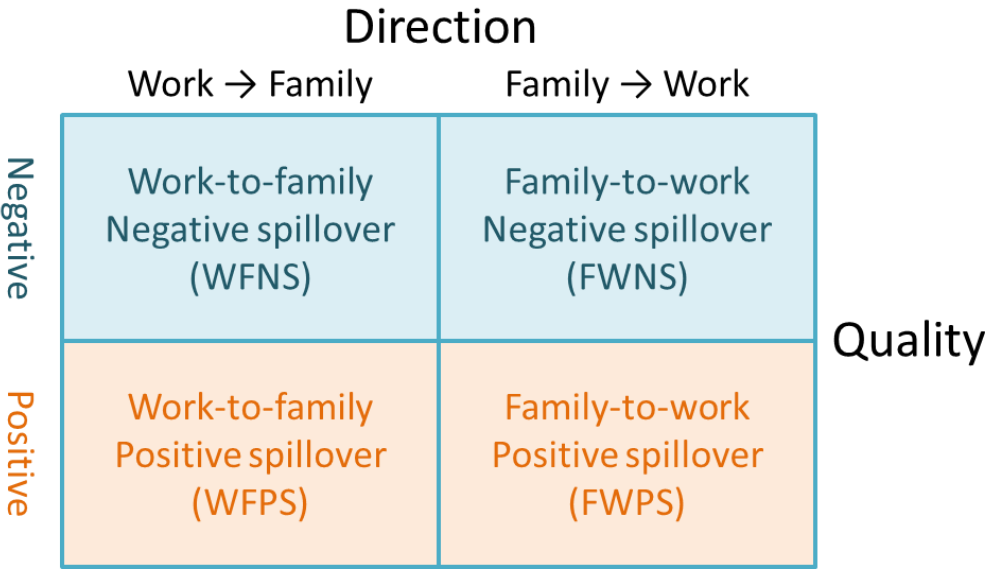 Direction
Work → Family
Family → Work
Negative
Work-to-family
Negative spillover
(WFNS)
Family-to-work
Negative spillover
(FWNS)
Quality
Positive
Work-to-family
Positive spillover
(WFPS)
Family-to-work
Positive spillover
(FWPS)